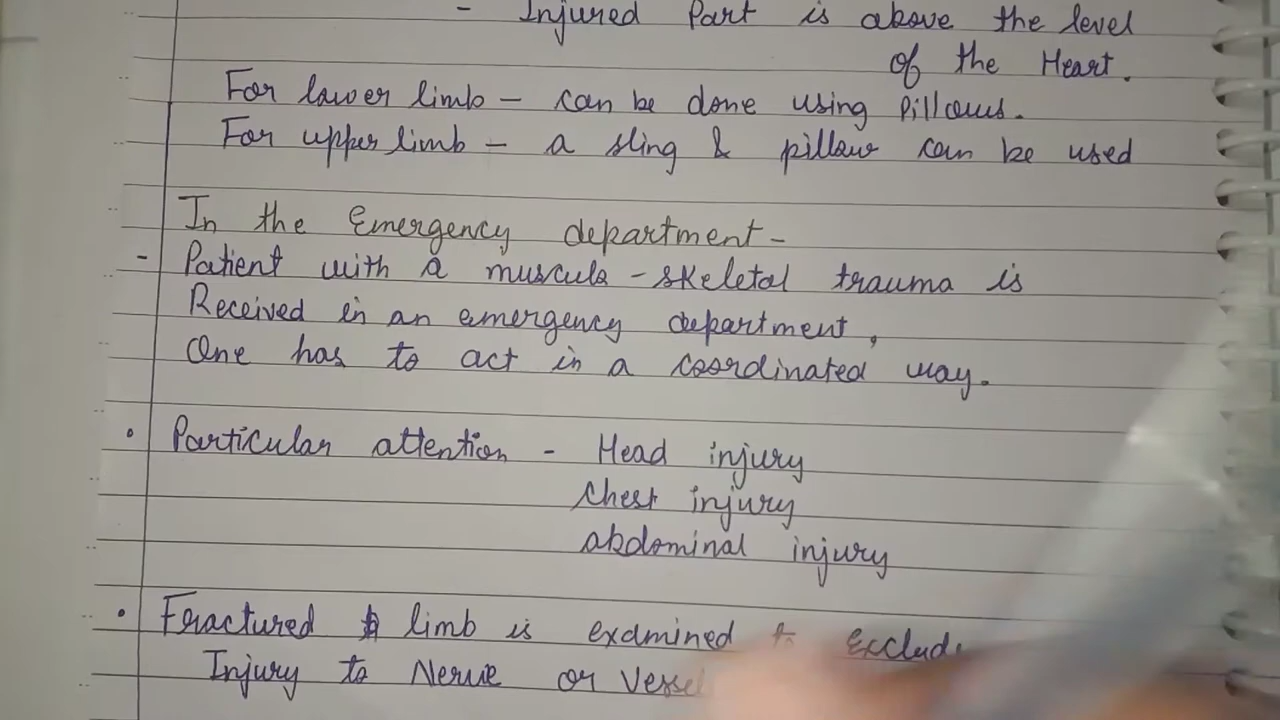 - Injured Part is above the level
of the Heart.
For lower limb - can be done using Pillows.
For upper limb - a sling & pillow can be used
In the Emergency department -
- Patient with a musculo - skeletal trauma is
Received in an emergency department,
One has to act in a coordinated way.
• Particular attention - Head injury
Chest injury
abdominal injury
• Fractured limb is examined to
Injury to Nerve or